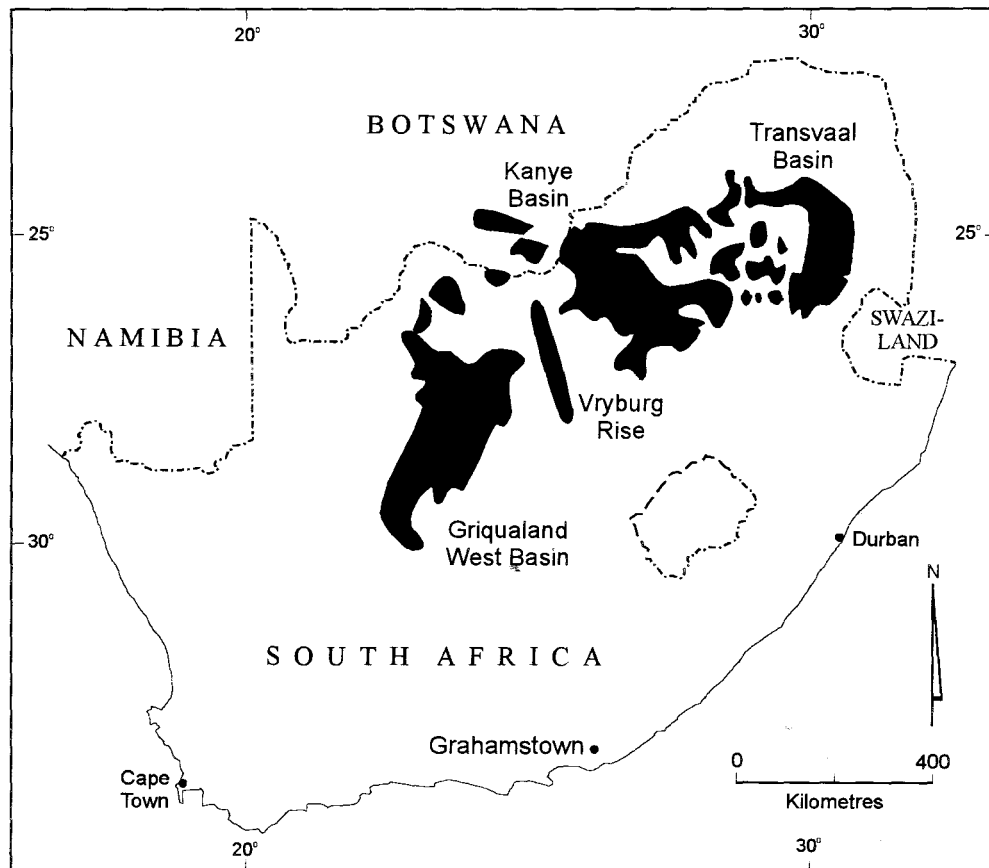 20°
30°
BOTSWANA
Transvaal
Basin
Kanye
Basin
25°
25°
NAMIBIA
SWAZI-
LAND
Vryburg
Rise
Griqualand
West Basin
Durban
N
SOUTH AFRICA
30°
Grahamstown
0 400
Kilometres
Cape
Town
20°
30°